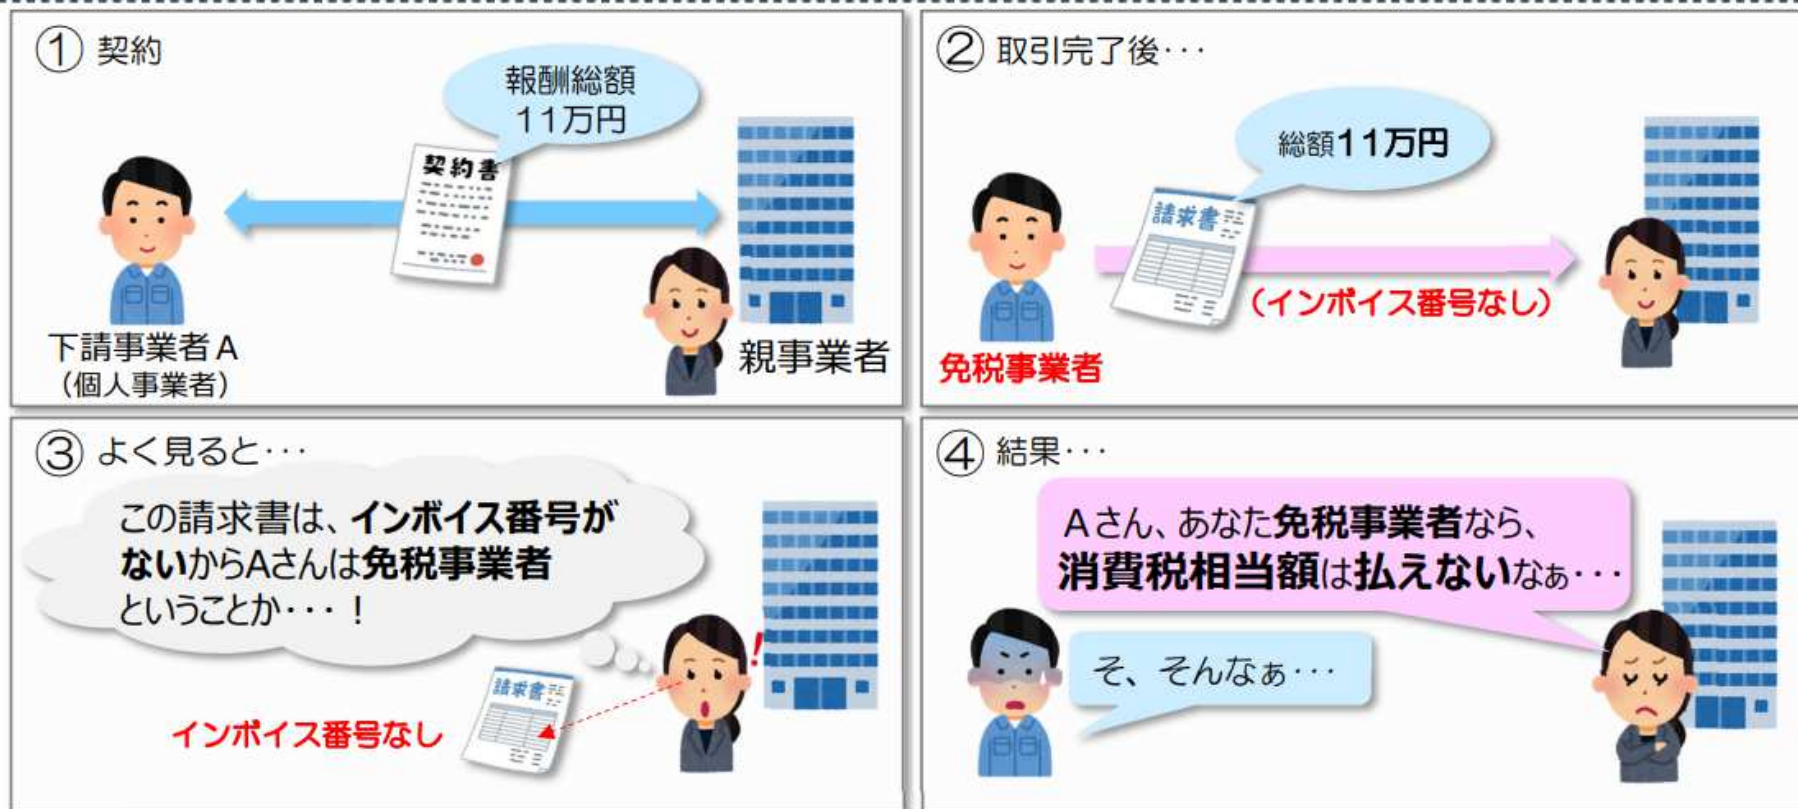 ① 契約
報酬総額
11万円
契約書
下請事業者A
(個人事業者)
親事業者
② 取引完了後・・・
総額11万円
請求書
(インボイス番号なし)
免税事業者
③ よく見ると・・・
この請求書は、インボイス番号が
ないからAさんは免税事業者
ということか・・・!
請求書
インボイス番号なし
!
④ 結果・・・
Aさん、あなた免税事業者なら、
消費税相当額は払えないなぁ・・・
そ、そんなぁ・・・